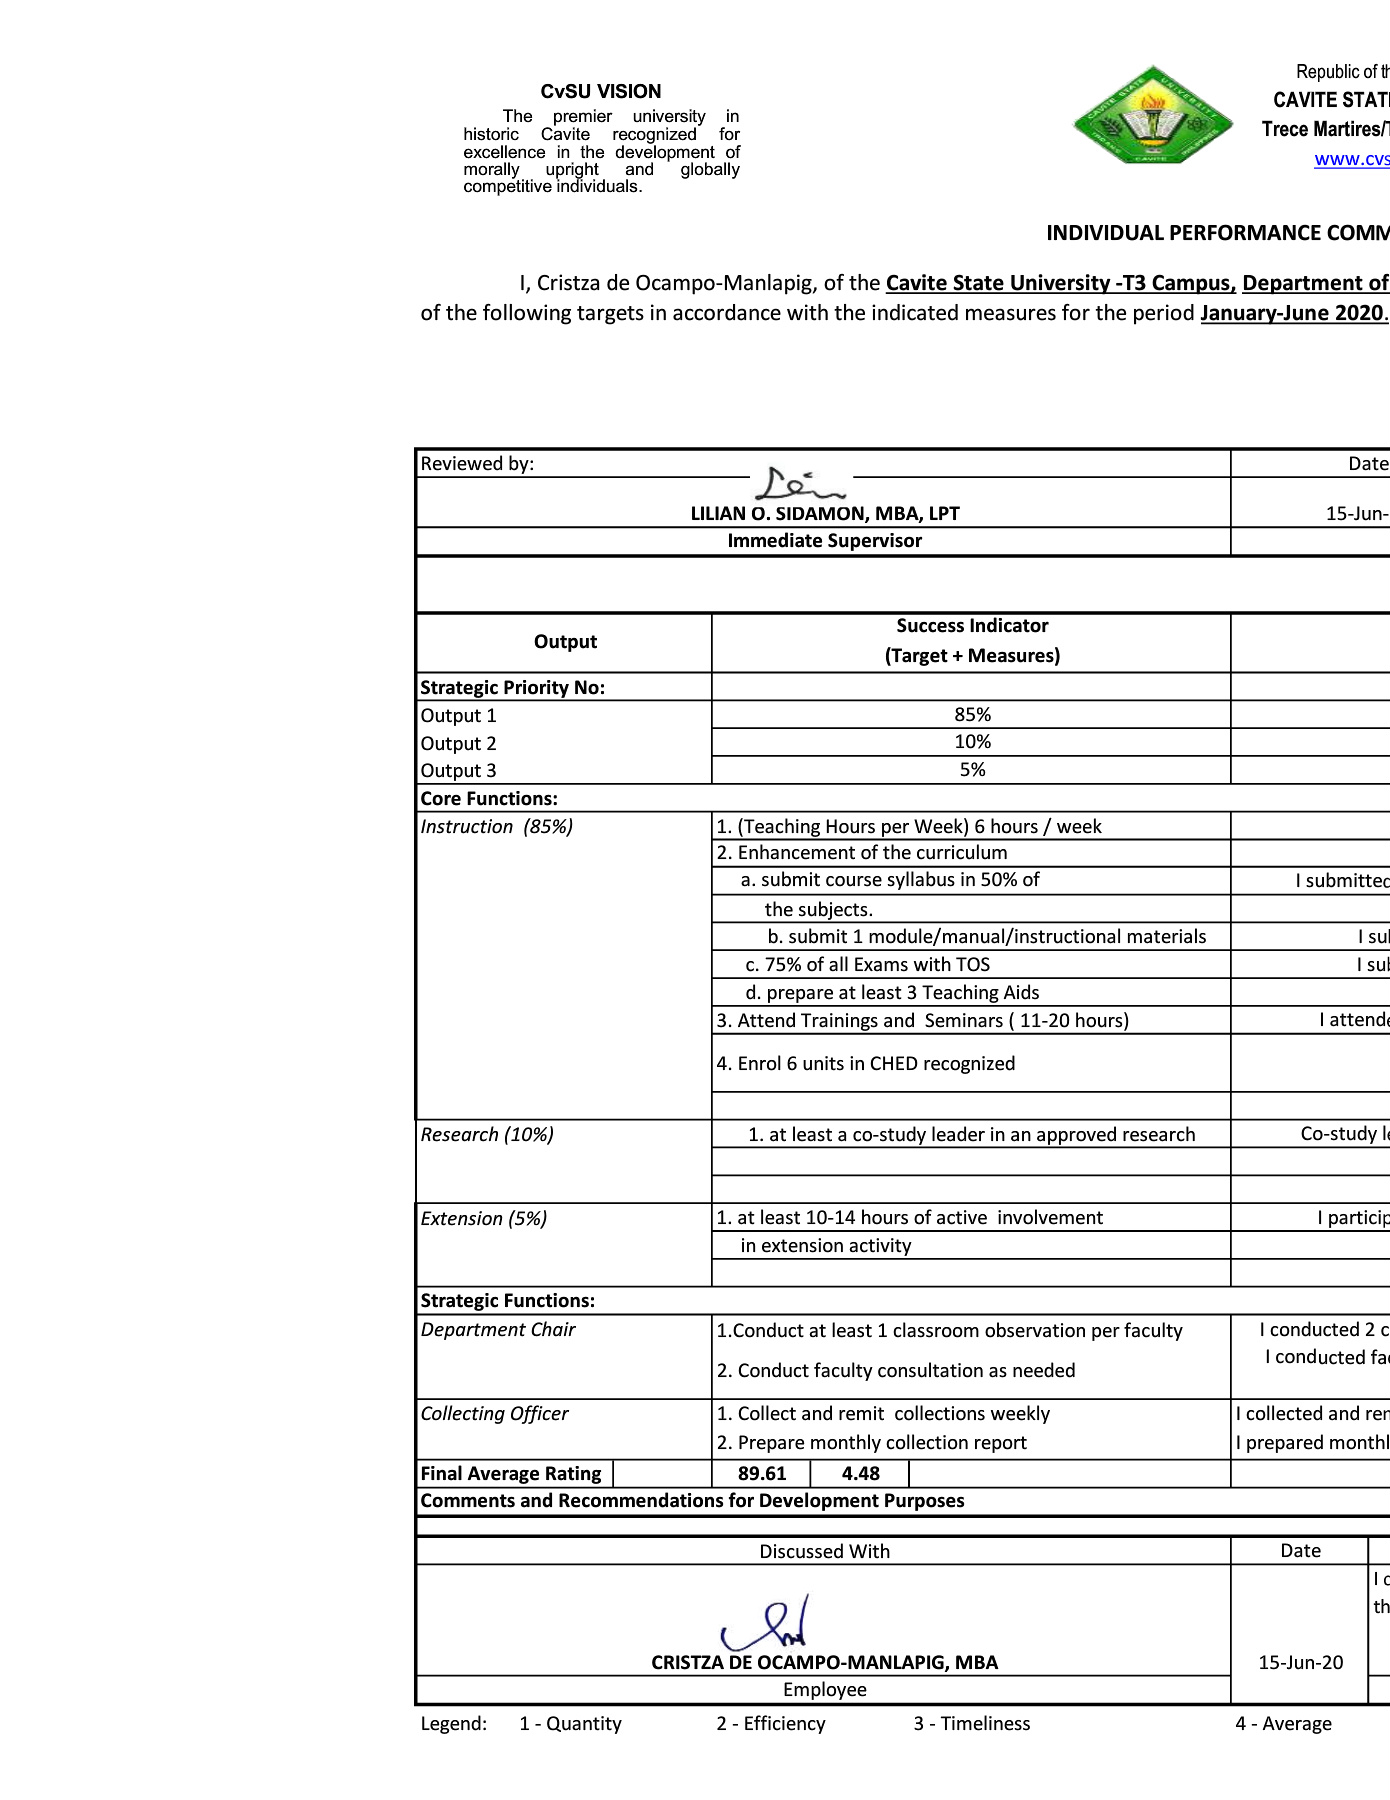 CvSU VISION
The premier university in
historic Cavite recognized for
excellence in the development of
morally upright and globally
competitive individuals.
Republic of
CAVITE STATE
Trece Martires/
www.cvs
INDIVIDUAL PERFORMANCE COMM
I, Cristza de Ocampo-Manlapig, of the Cavite State University -T3 Campus, Department of
of the following targets in accordance with the indicated measures for the period January-June 2020.
Reviewed by:
Date
LILIAN O. SIDAMON, MBA, LPT
15-Jun-
Immediate Supervisor
Output
Success Indicator
(Target + Measures)
Strategic Priority No:
Output 1 85%
Output 2 10%
Output 3 5%
Core Functions:
Instruction (85%) 1. (Teaching Hours per Week) 6 hours / week
2. Enhancement of the curriculum
a. submit course syllabus in 50% of I submitted
the subjects.
b. submit 1 module/manual/instructional materials I sub
c. 75% of all Exams with TOS I sub
d. prepare at least 3 Teaching Aids
3. Attend Trainings and Seminars ( 11-20 hours) I attende
4. Enrol 6 units in CHED recognized
Research (10%) 1. at least a co-study leader in an approved research Co-study le
Extension (5%) 1. at least 10-14 hours of active involvement I particip
in extension activity
Strategic Functions:
Department Chair 1.Conduct at least 1 classroom observation per faculty I conducted 2 c
I conducted fac
2. Conduct faculty consultation as needed
Collecting Officer 1. Collect and remit collections weekly I collected and rem
2. Prepare monthly collection report I prepared monthl
Final Average Rating 89.61 4.48
Comments and Recommendations for Development Purposes
Discussed With Date
I c
th
CRISTZA DE OCAMPO-MANLAPIG, MBA 15-Jun-20
Employee
Legend: 1 - Quantity 2 - Efficiency 3 - Timeliness 4 - Average